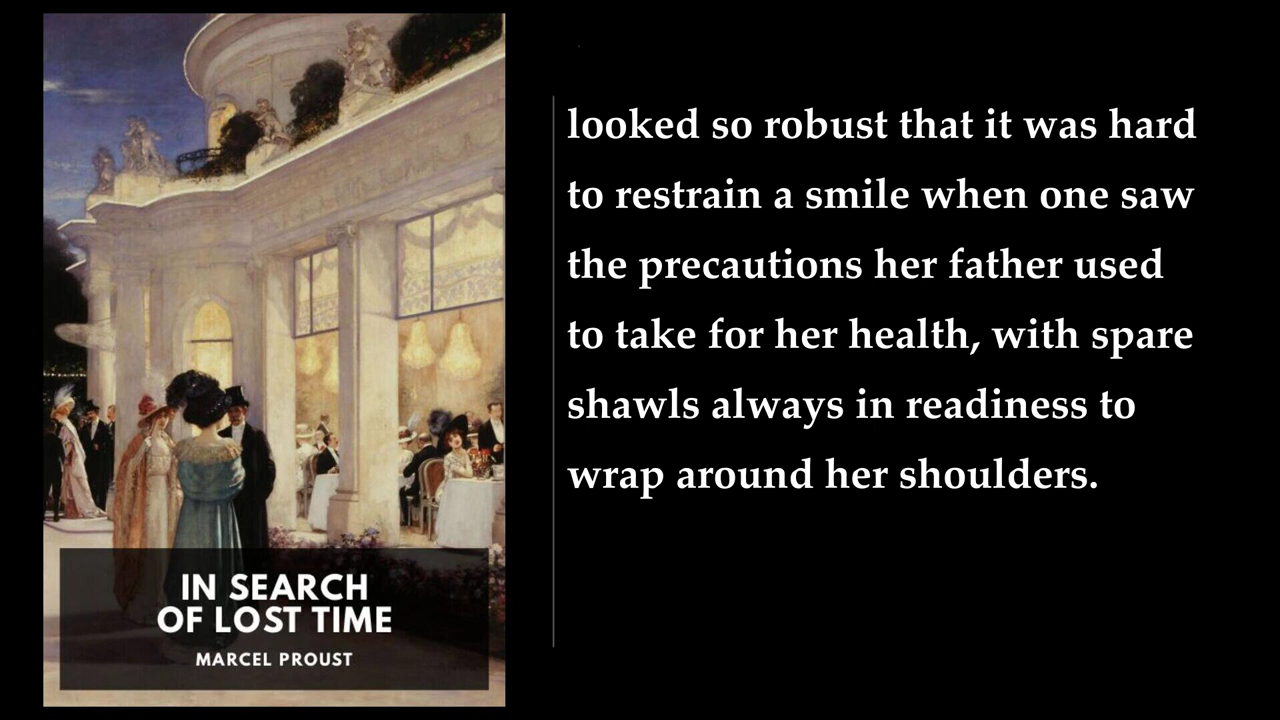 looked so robust that it was hard
to restrain a smile when one saw
the precautions her father used
to take for her health, with spare
shawls always in readiness to
wrap around her shoulders.
IN SEARCH
OF LOST TIME
MARCEL PROUST